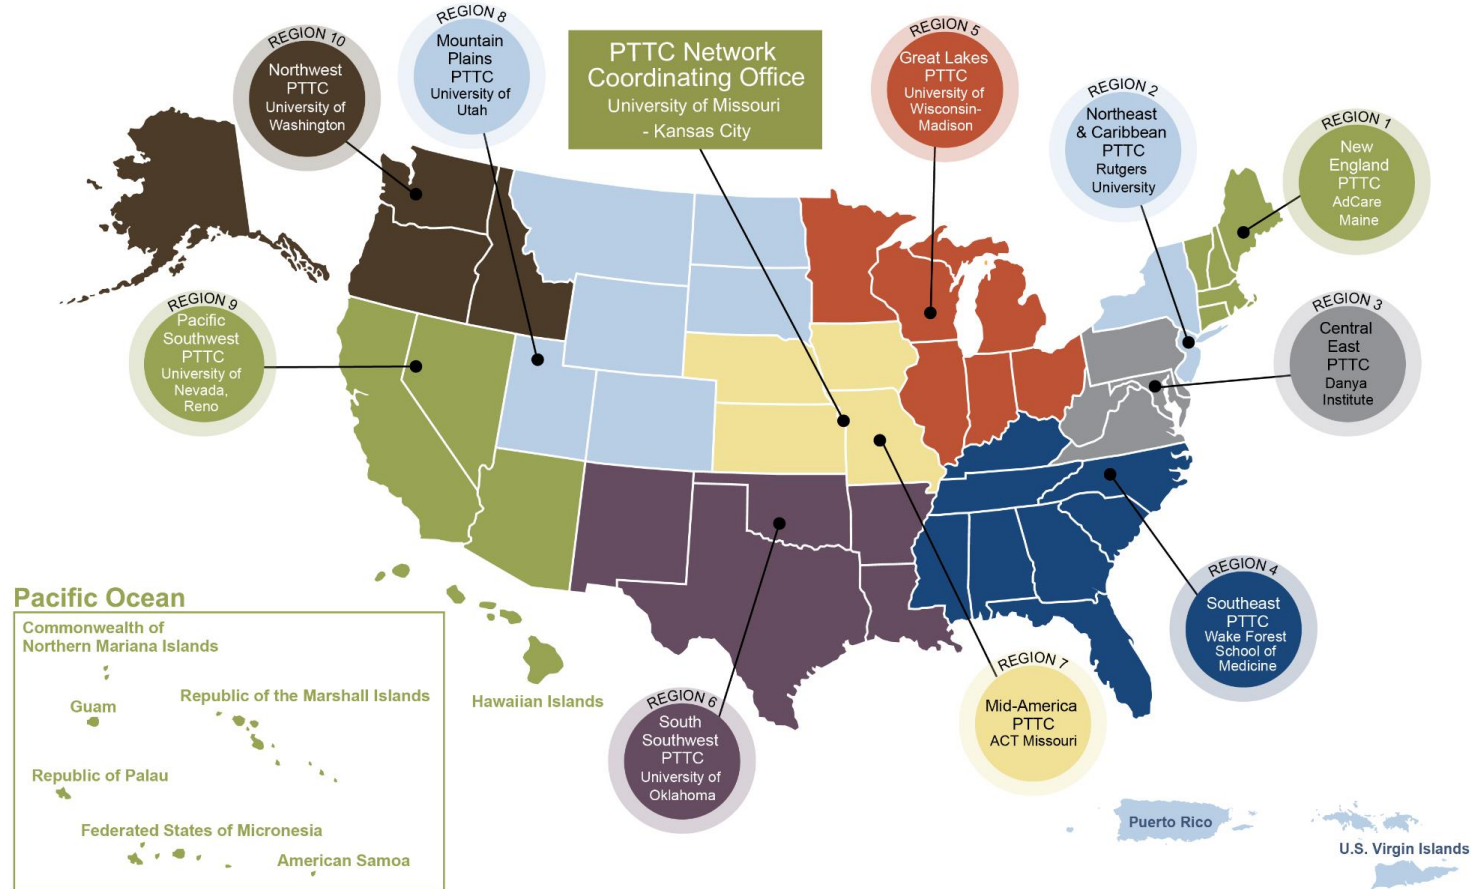 REGION 10
Northwest
PTTC
University of
Washington
REGION 8
Mountain
Plains
PTTC
University of
Utah
PTTC Network
Coordinating Office
University of Missouri
- Kansas City
REGION 5
Great Lakes
PTTC
University of
Wisconsin-
Madison
REGION 2
Northeast
& Caribbean
PTTC
Rutgers
University
REGION 1
New
England
PTTC
AdCare
Maine
REGION 9
Pacific
Southwest
PTTC
University of
Nevada,
Reno
REGION 3
Central
East
PTTC
Danya
Institute
REGION 4
Southeast
PTTC
Wake Forest
School of
Medicine
REGION 7
Mid-America
PTTC
ACT Missouri
REGION 6
South
Southwest
PTTC
University of
Oklahoma
Pacific Ocean
Commonwealth of
Northern Mariana Islands
Guam
Republic of the Marshall Islands
Republic of Palau
Federated States of Micronesia
American Samoa
Hawaiian Islands
Puerto Rico
U.S. Virgin Islands